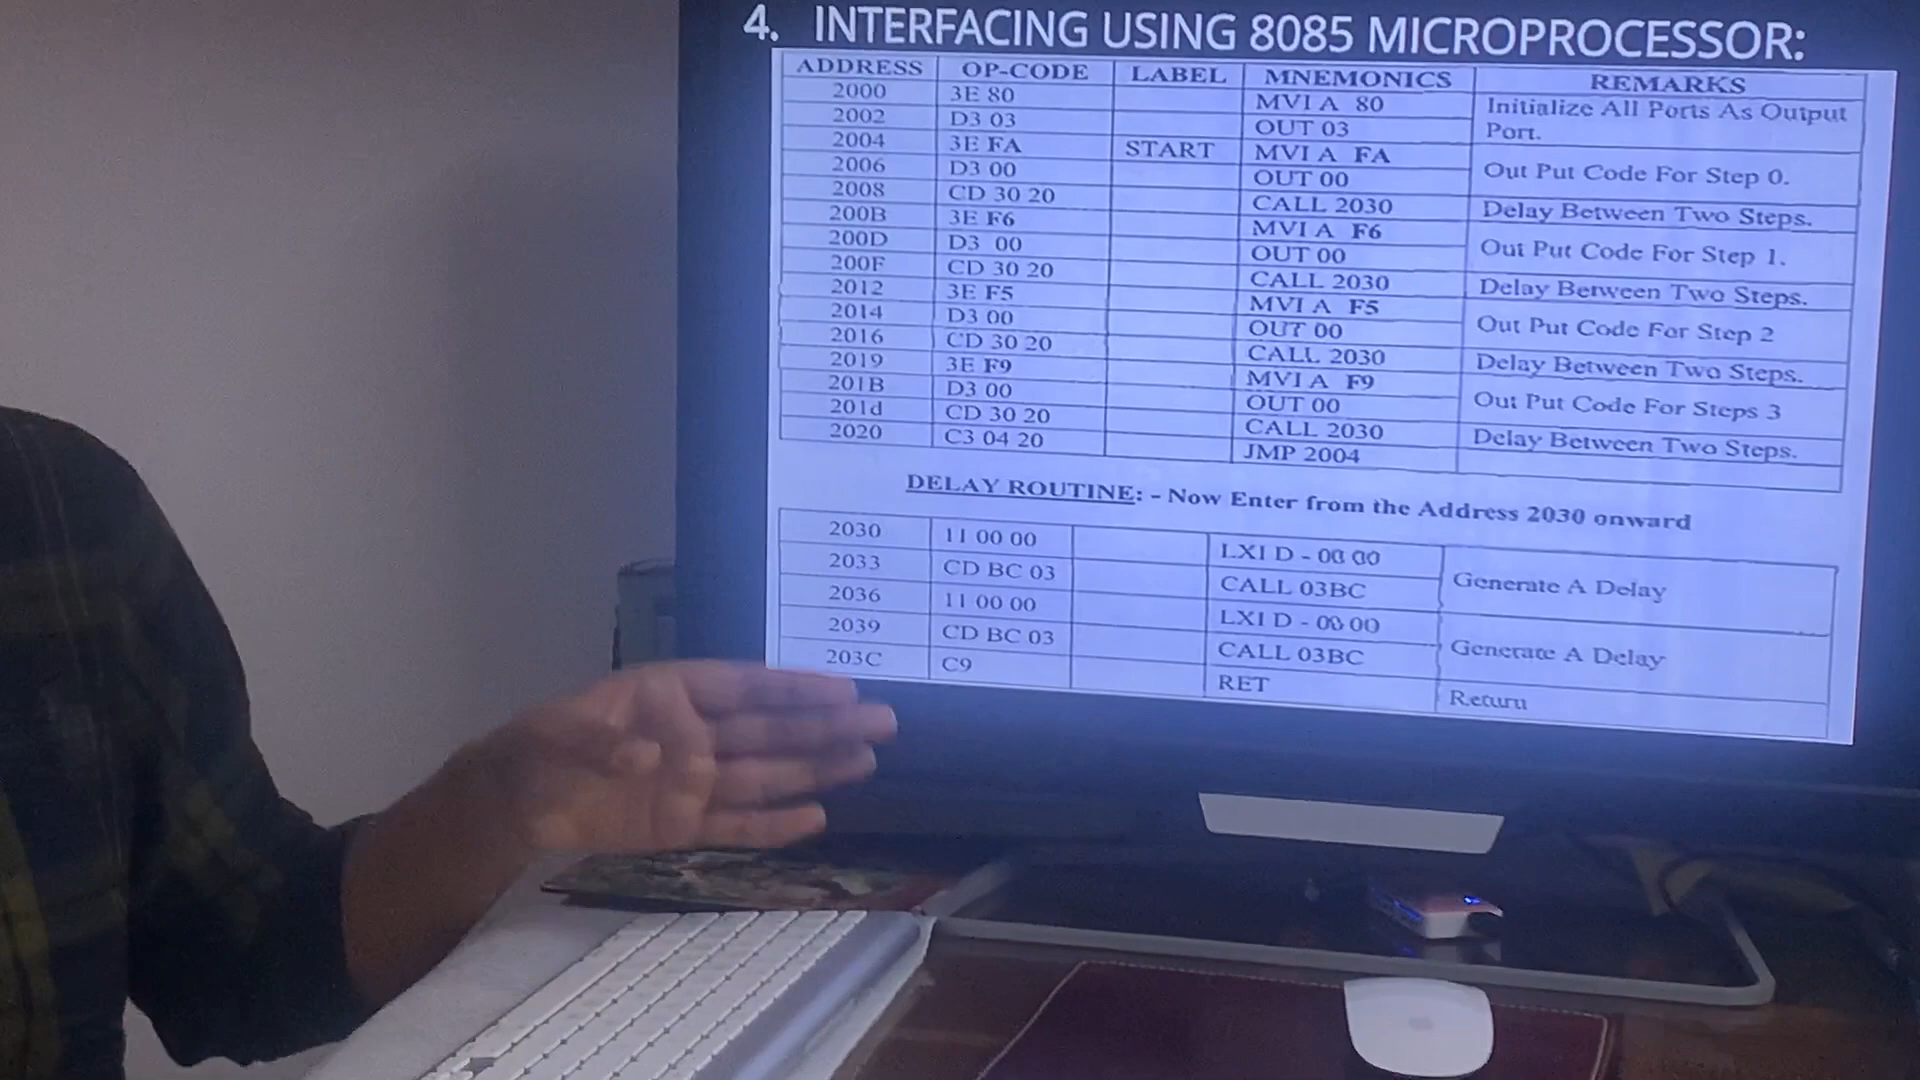 4. INTERFACING USING 8085 MICROPROCESSOR:
ADDRESS OP-CODE LABEL MNEMONICS REMARKS
2000 3E 80 MVI A 80 Initialize All Ports As Output
2002 D3 03 OUT 03 Port.
2004 3E FA START MVI A FA
2006 D3 00 OUT 00 Out Put Code For Step 0.
2008 CD 30 20 CALL 2030 Delay Between Two Steps.
200B 3E F6 MVI A F6
200D D3 00 OUT 00 Out Put Code For Step 1.
200F CD 30 20 CALL 2030 Delay Between Two Steps.
2012 3E F5 MVI A F5
2014 D3 00 OUT 00 Out Put Code For Step 2
2016 CD 30 20 CALL 2030 Delay Between Two Steps.
2019 3E F9 MVI A F9
201B D3 00 OUT 00 Out Put Code For Steps 3
201d CD 30 20 CALL 2030 Delay Between Two Steps.
2020 C3 04 20 JMP 2004
DELAY ROUTINE: - Now Enter from the Address 2030 onward
2030 11 00 00 LXI D - 00 00
2033 CD BC 03 CALL 03BC Generate A Delay
2036 11 00 00 LXI D - 00 00
2039 CD BC 03 CALL 03BC Generate A Delay
203C C9 RET Return